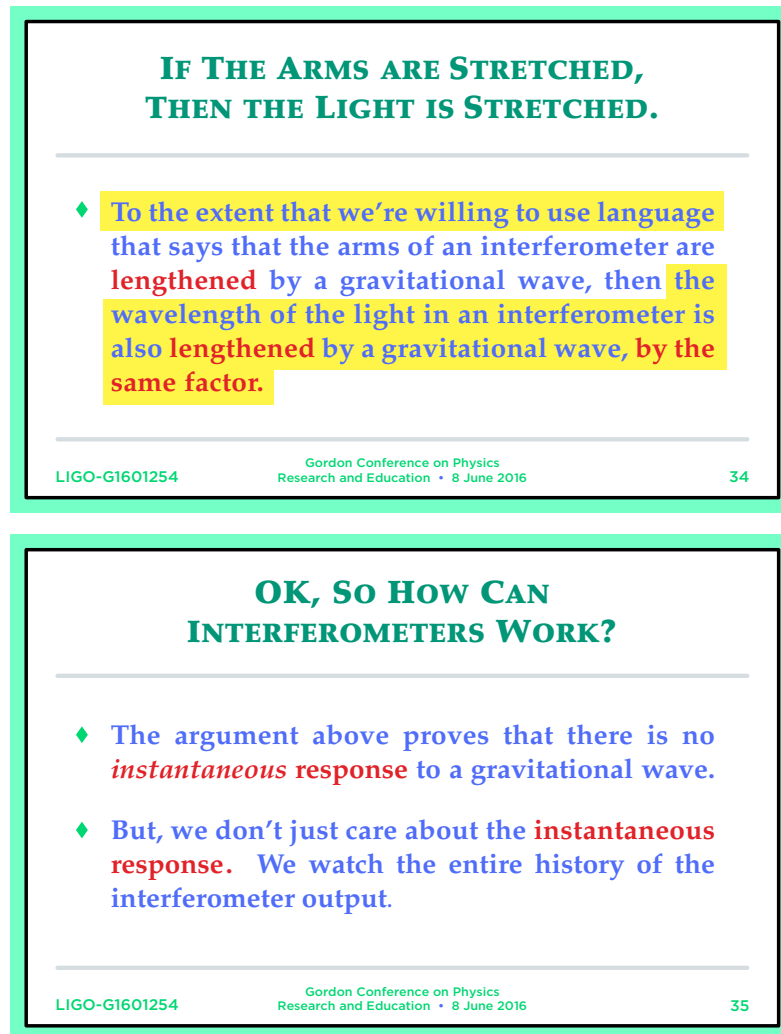 IF THE ARMS ARE STRETCHED,
THEN THE LIGHT IS STRETCHED.
♦ To the extent that we're willing to use language
that says that the arms of an interferometer are
lengthened by a gravitational wave, then the
wavelength of the light in an interferometer is
also lengthened by a gravitational wave, by the
same factor.
LIGO-G1601254
Gordon Conference on Physics
Research and Education • 8 June 2016
34
OK, SO HOW CAN
INTERFEROMETERS WORK?
♦ The argument above proves that there is no
instantaneous response to a gravitational wave.
♦ But, we don't just care about the instantaneous
response. We watch the entire history of the
interferometer output.
LIGO-G1601254
Gordon Conference on Physics
Research and Education • 8 June 2016
35